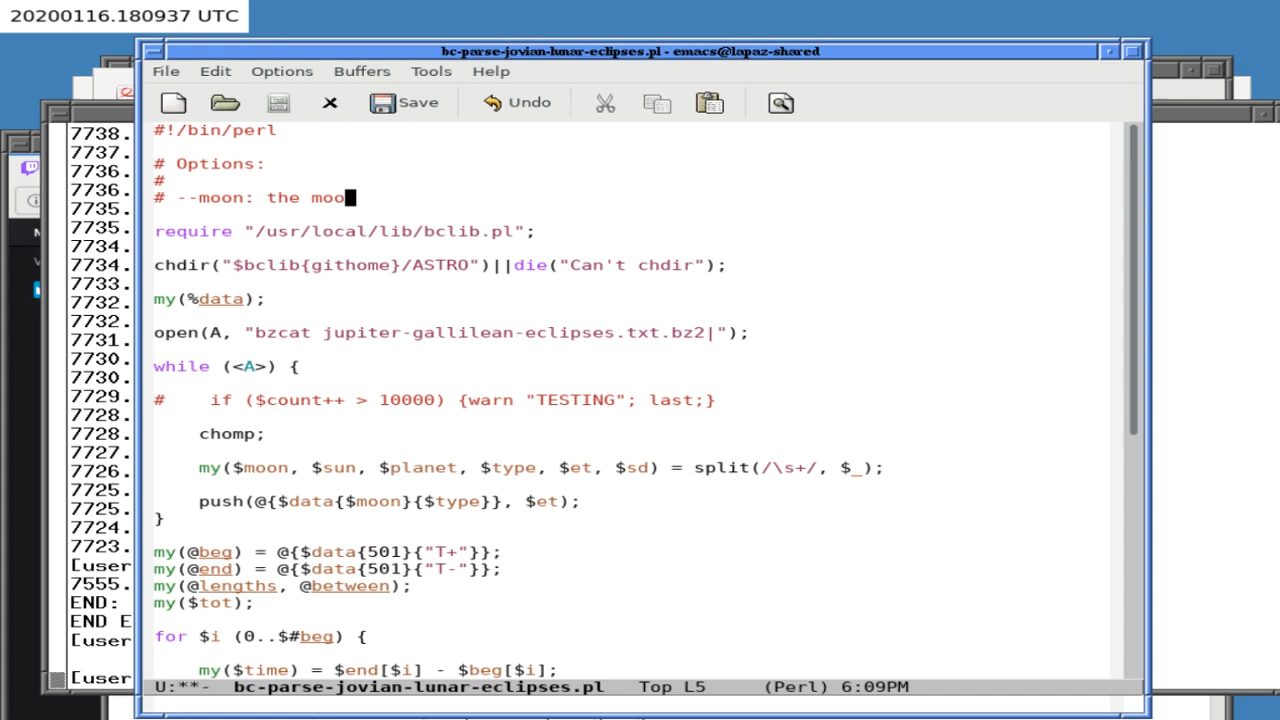 20200116.180937 UTC
bc-parse-jovian-lunar-eclipses.pl - emacs@lapaz-shared
File Edit Options Buffers Tools Help
Save Undo
#!/bin/perl
# Options:
#
# --moon: the moo
require "/usr/local/lib/bclib.pl";
chdir("$bclib{githome}/ASTRO")||die("Can't chdir");
my(%data);
open(A, "bzcat jupiter-gallilean-eclipses.txt.bz2|");
while (<A>) {
#    if ($count++ > 10000) {warn "TESTING"; last;}
chomp;
my($moon, $sun, $planet, $type, $et, $sd) = split(/\s+/, $_);
push(@{$data{$moon}{$type}}, $et);
}
my(@beg) = @{$data{501}{"T+"}};
my(@end) = @{$data{501}{"T-"}};
my(@lengths, @between);
my($tot);
for $i (0..$#beg) {
my($time) = $end[$i] - $beg[$i];
U:**-  bc-parse-jovian-lunar-eclipses.pl   Top L5     (Perl) 6:09PM
7738.
7737.
7736.
7736.
7735.
7735.
7734.
7734.
7733.
7732.
7732.
7731.
7730.
7730.
7729.
7728.
7728.
7727.
7726.
7725.
7725.
7724.
7723.
[user
7555.
END:
END E
[user
[user